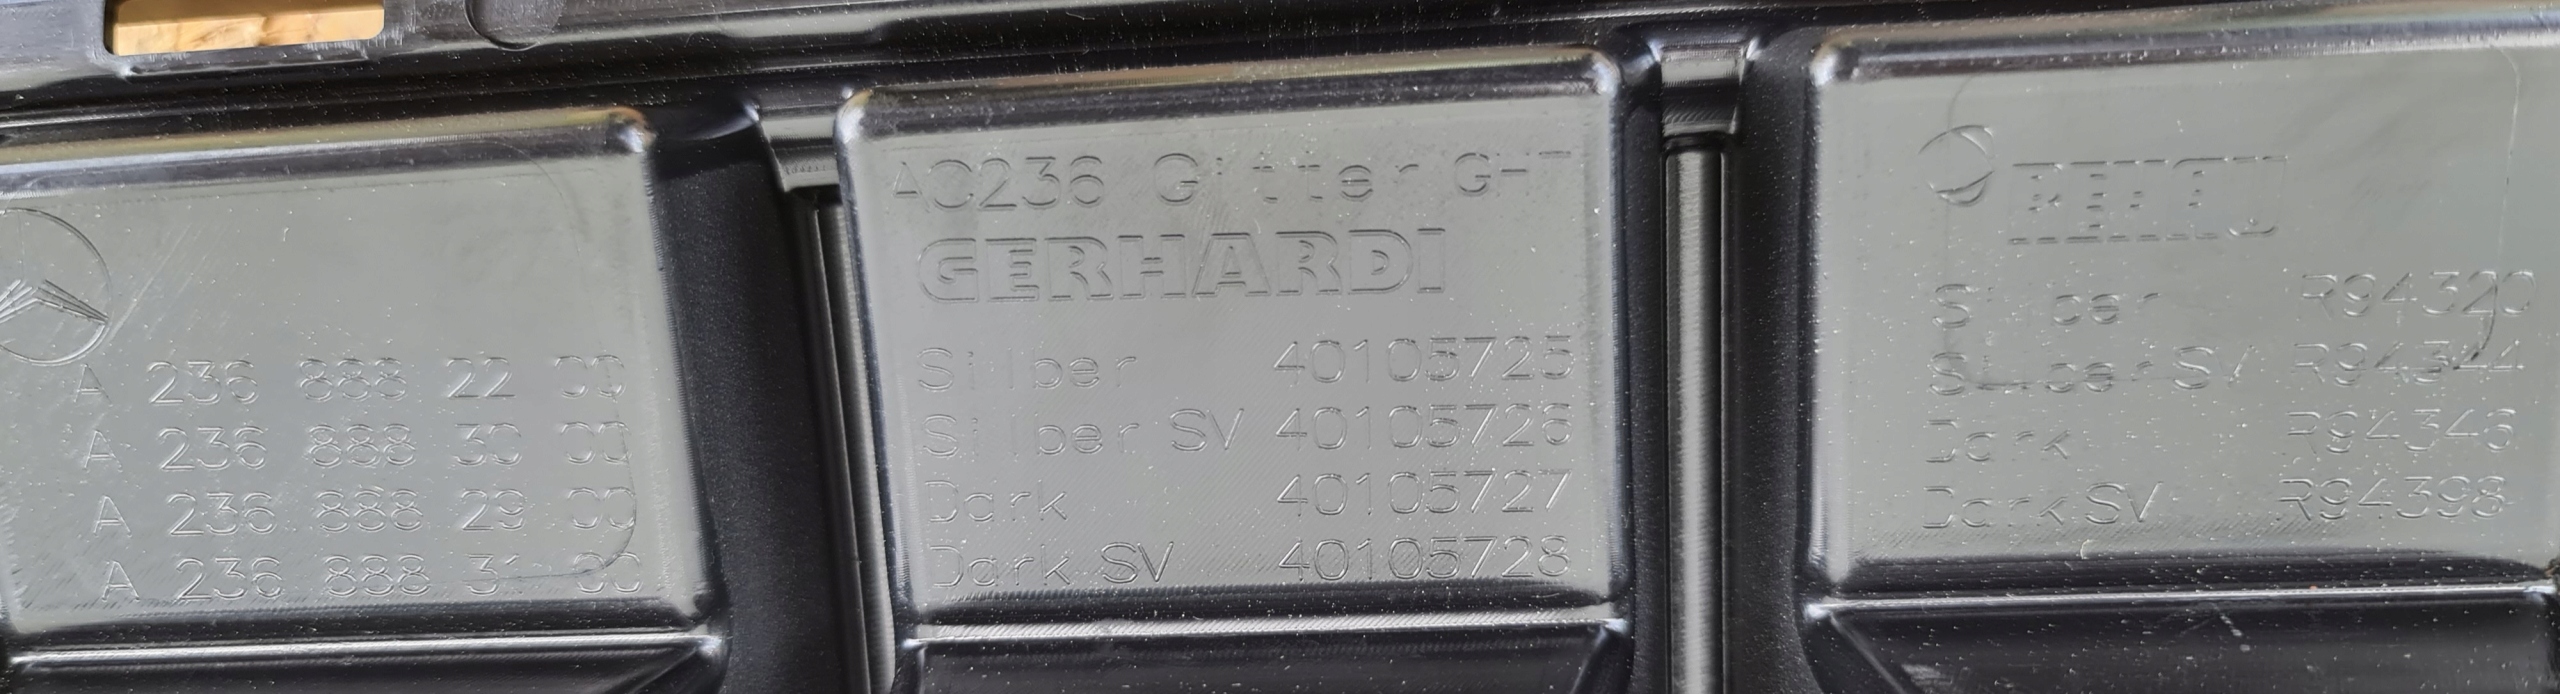 A 236 888 22 00
A 236 888 30 00
A 236 888 29 00
A 236 888 31 00
AC236 Gitter GHT
GERHARDI
Silber 40105725
Silber SV 40105726
Dark 40105727
Dark SV 40105728
REHAU
Silber R94320
Silber SV R94344
Dark R94346
Dark SV R94398